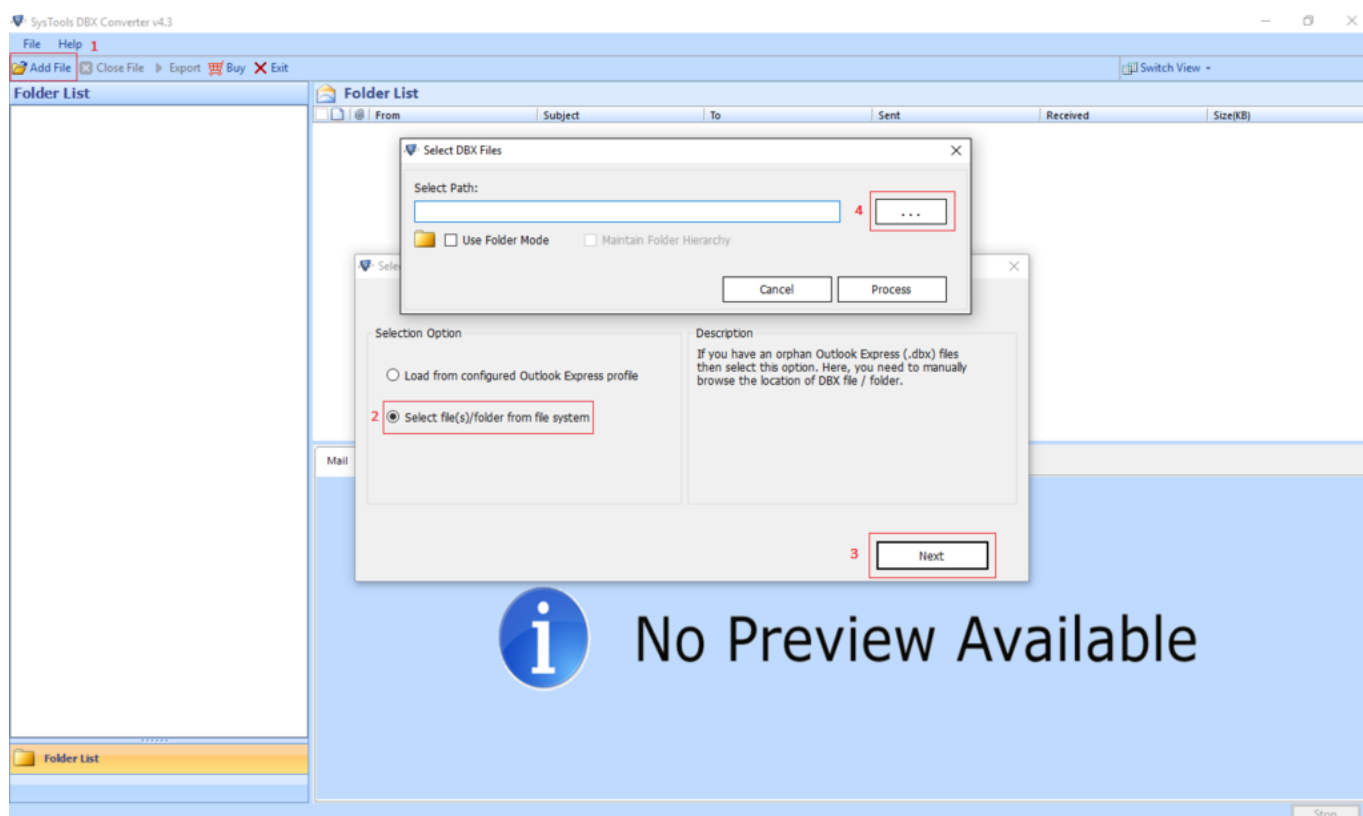 SysTools DBX Converter v4.3
File Help 1
Add File Close File Export Buy Exit Switch View
Folder List
Folder List
From Subject To Sent Received Size(KB)
Select DBX Files
Select Path:
4 ...
Use Folder Mode Maintain Folder Hierarchy
Cancel Process
Sele
Selection Option
Load from configured Outlook Express profile
2 Select file(s)/folder from file system
Description
If you have an orphan Outlook Express (.dbx) files
then select this option. Here, you need to manually
browse the location of DBX file / folder.
3 Next
Mail
No Preview Available
Folder List
Stop